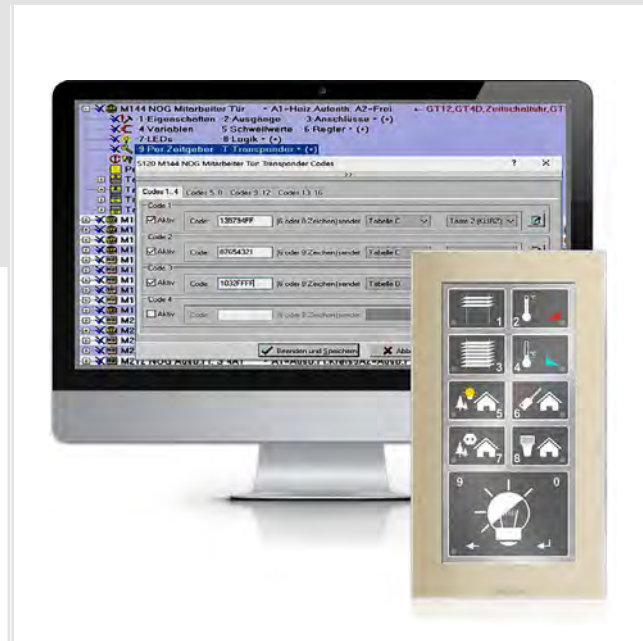 M144 NOG Mitarbeiter Tür - A1=Heiz.Aufenth. A2=Frei ← GT12,GT4D,Zeitschaltuhr,GT
1 Eigenschaften 2 Ausgänge 3 Anschlüsse * (+)
4 Variablen 5 Schwellwerte 6 Regler * (+)
7 LEDs 8 Logik * (+)
9 Per.Zeitgeber T Transponder * (+)
5120 M144 NOG Mitarbeiter Tür Transponder Codes ? X
>>
Codes 1..4 Codes 5..8 Codes 9..12 Codes 13..16
Code 1
Aktiv Code: 135794FF (6 oder 8 Zeichen) sendet Tabelle C Taste 2 (KURZ)
Code 2
Aktiv Code: 87654321 (6 oder 8 Zeichen) sendet Tabelle C
Code 3
Aktiv Code: 1032FFFF (6 oder 8 Zeichen) sendet Tabelle D
Code 4
Aktiv Code: (6 oder 8 Zeichen) sendet
Beenden und Speichern Abb
1 2
3 4
5 6
7 8
9 0